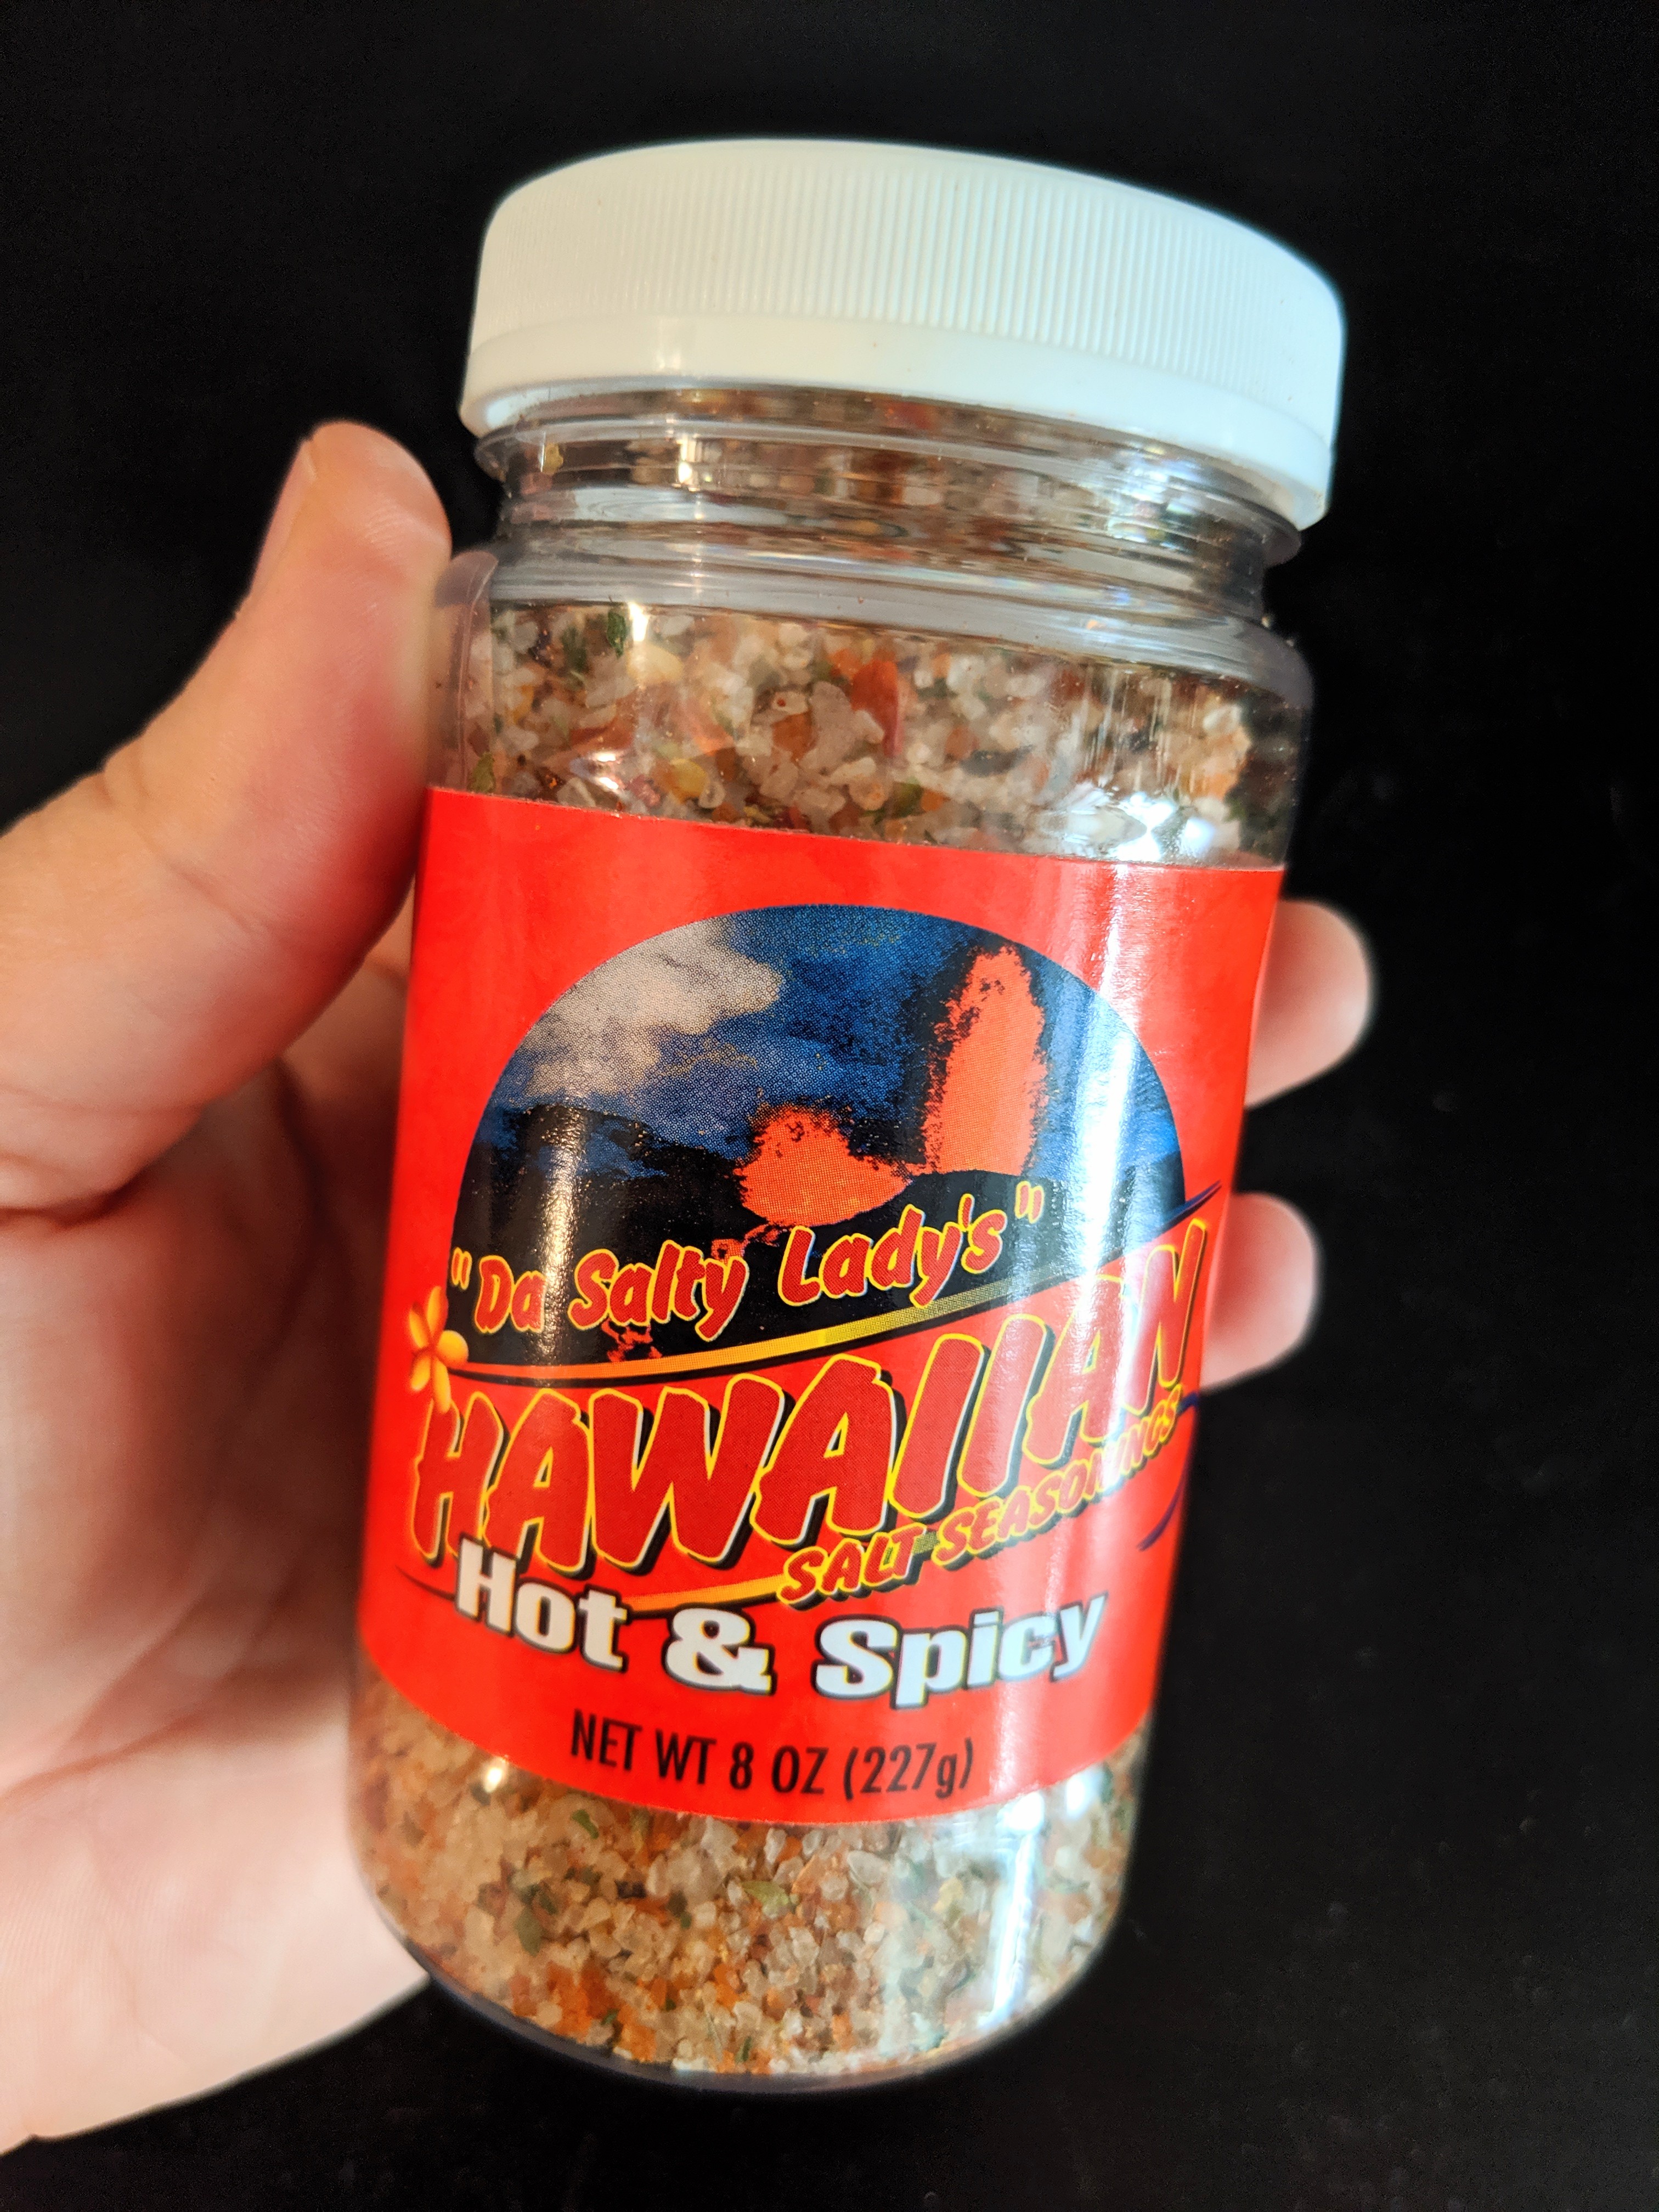 "Da Salty Lady's"
HAWAIIAN
SALT SEASONINGS
Hot & Spicy
NET WT 8 OZ (227g)